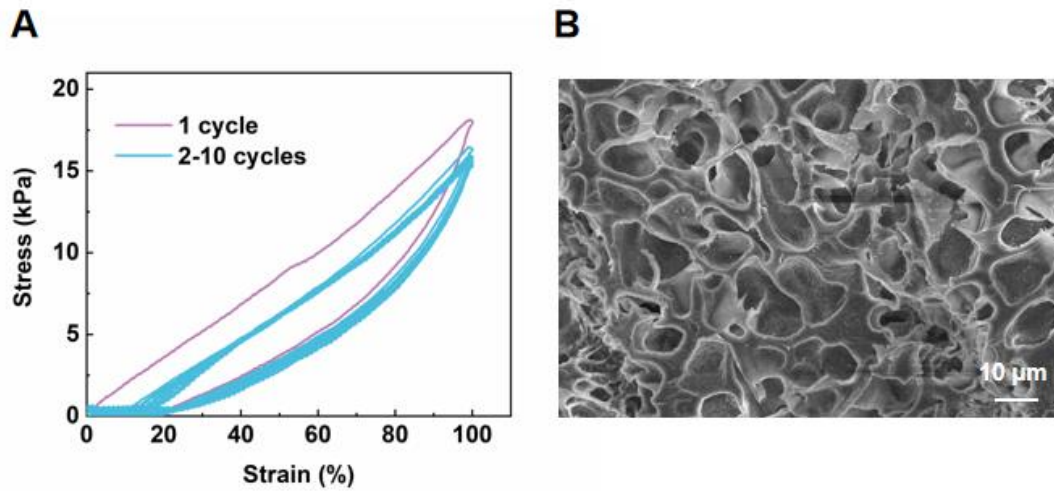 A
B
20
15
10
5
0
Stress (kPa)
1 cycle
2-10 cycles
0 20 40 60 80 100
Strain (%)
10 μm